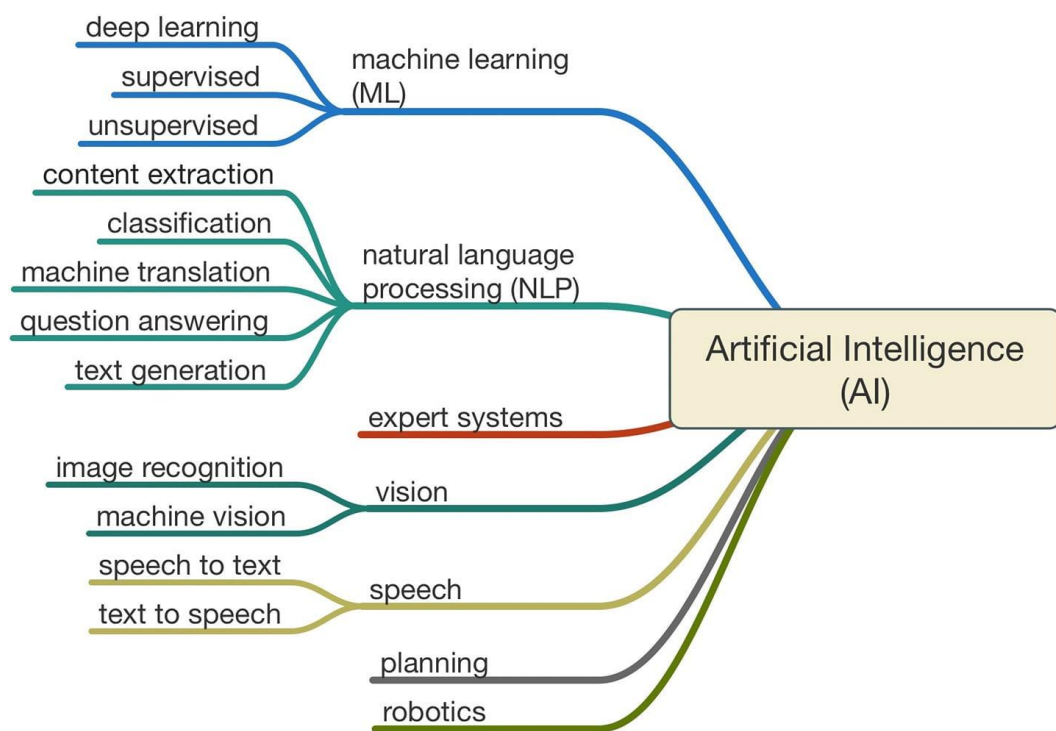 deep learning
supervised
unsupervised
machine learning
(ML)
content extraction
classification
machine translation
question answering
text generation
natural language
processing (NLP)
expert systems
image recognition
machine vision
vision
speech to text
text to speech
speech
planning
robotics
Artificial Intelligence
(AI)